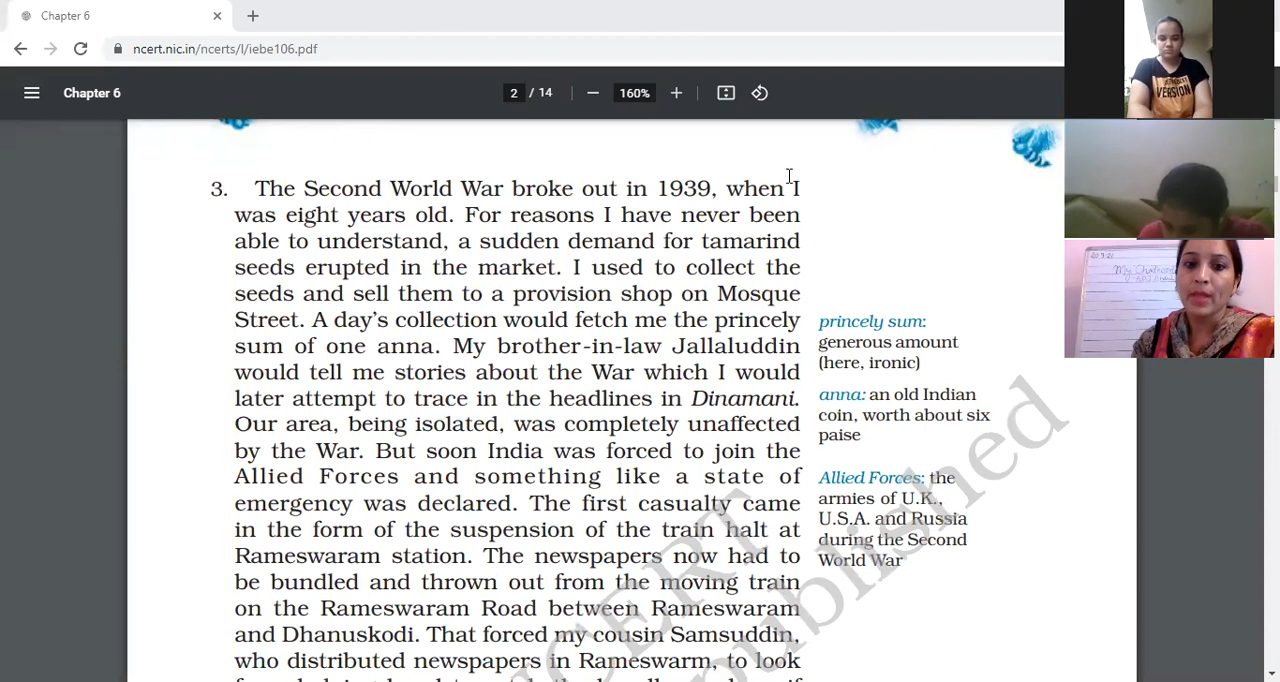 Chapter 6
ncert.nic.in/ncerts/l/iebe106.pdf
Chapter 6
2 / 14
160%
3. The Second World War broke out in 1939, when I
was eight years old. For reasons I have never been
able to understand, a sudden demand for tamarind
seeds erupted in the market. I used to collect the
seeds and sell them to a provision shop on Mosque
Street. A day's collection would fetch me the princely
sum of one anna. My brother-in-law Jallaluddin
would tell me stories about the War which I would
later attempt to trace in the headlines in Dinamani.
Our area, being isolated, was completely unaffected
by the War. But soon India was forced to join the
Allied Forces and something like a state of
emergency was declared. The first casualty came
in the form of the suspension of the train halt at
Rameswaram station. The newspapers now had to
be bundled and thrown out from the moving train
on the Rameswaram Road between Rameswaram
and Dhanuskodi. That forced my cousin Samsuddin,
who distributed newspapers in Rameswarm, to look
princely sum:
generous amount
(here, ironic)
anna: an old Indian
coin, worth about six
paise
Allied Forces: the
armies of U.K.,
U.S.A. and Russia
during the Second
World War
NCERT
published
VERSION
My